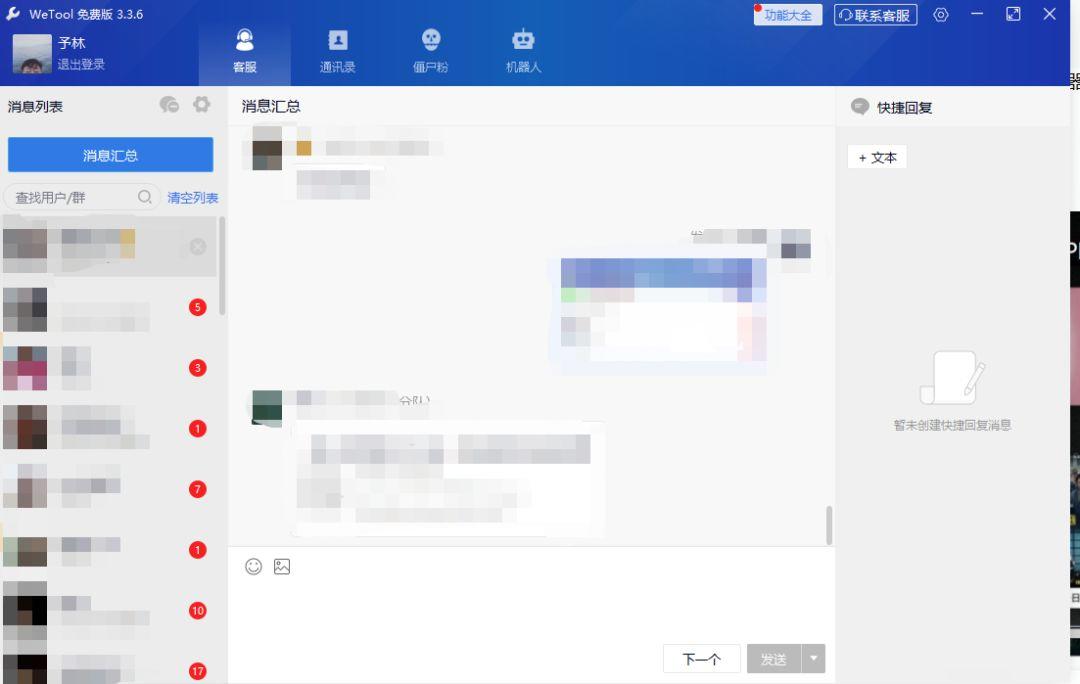 WeTool 免费版 3.3.6
功能大全
联系客服
予林
退出登录
客服
通讯录
僵尸粉
机器人
消息列表
消息汇总
快捷回复
消息汇总
+ 文本
查找用户/群
清空列表
5
3
分队)
1
暂未创建快捷回复消息
7
1
10
下一个
发送
17